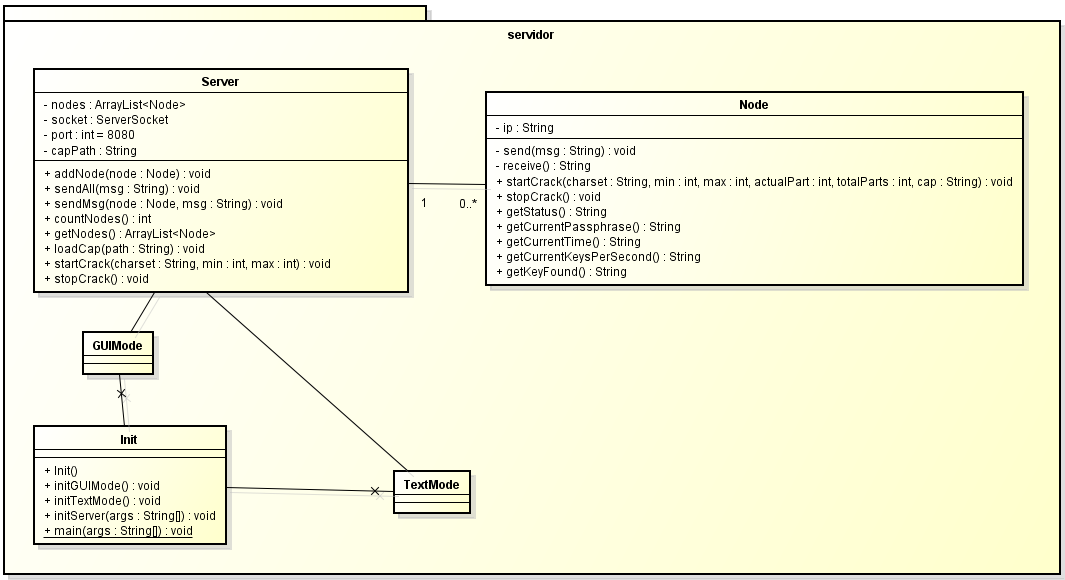 servidor
Server
- nodes : ArrayList<Node>
- socket : ServerSocket
- port : int = 8080
- capPath : String
+ addNode(node : Node) : void
+ sendAll(msg : String) : void
+ sendMsg(node : Node, msg : String) : void
+ countNodes() : int
+ getNodes() : ArrayList<Node>
+ loadCap(path : String) : void
+ startCrack(charset : String, min : int, max : int) : void
+ stopCrack() : void
Node
- ip : String
- send(msg : String) : void
- receive() : String
+ startCrack(charset : String, min : int, max : int, actualPart : int, totalParts : int, cap : String) : void
+ stopCrack() : void
+ getStatus() : String
+ getCurrentPassphrase() : String
+ getCurrentTime() : String
+ getCurrentKeysPerSecond() : String
+ getKeyFound() : String
1
0..*
GUIMode
Init
+ Init()
+ initGUIMode() : void
+ initTextMode() : void
+ initServer(args : String[]) : void
+ main(args : String[]) : void
TextMode